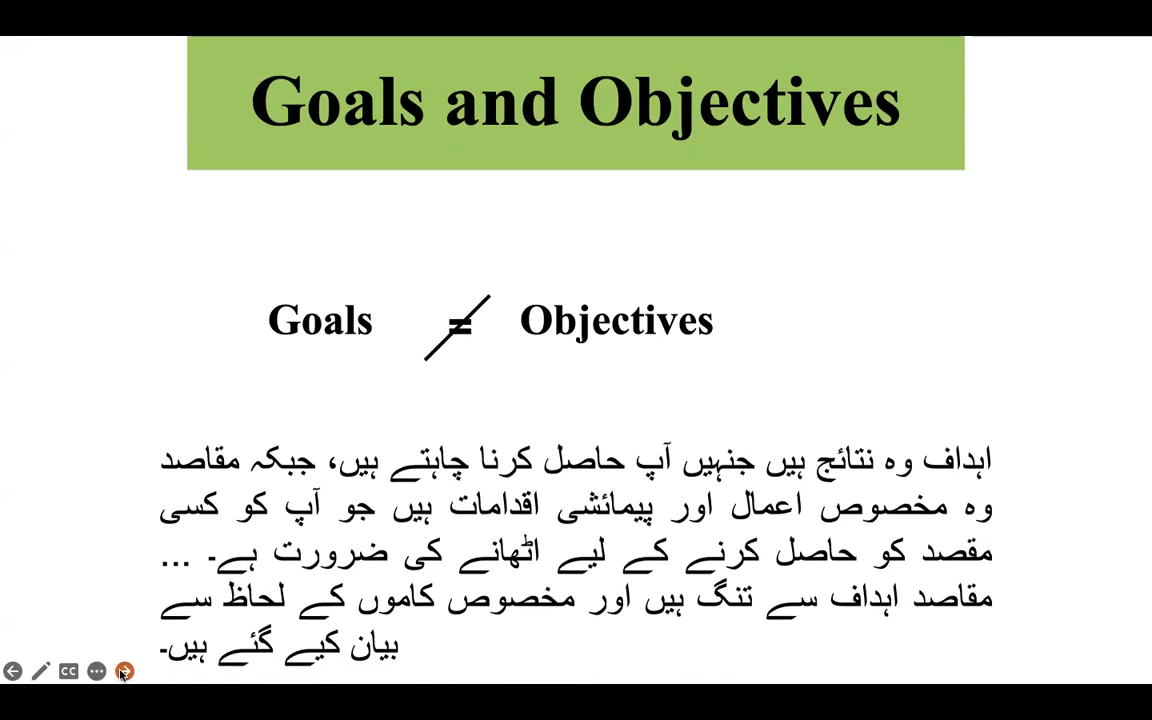 Goals and Objectives
Goals ≠ Objectives
اہداف وہ نتائج ہیں جنہیں آپ حاصل کرنا چاہتے ہیں، جبکہ مقاصد
وہ مخصوص اعمال اور پیمائشی اقدامات ہیں جو آپ کو کسی
مقصد کو حاصل کرنے کے لیے اٹھانے کی ضرورت ہے۔ ...
مقاصد اہداف سے تنگ ہیں اور مخصوص کاموں کے لحاظ سے
بیان کیے گئے ہیں۔
CC